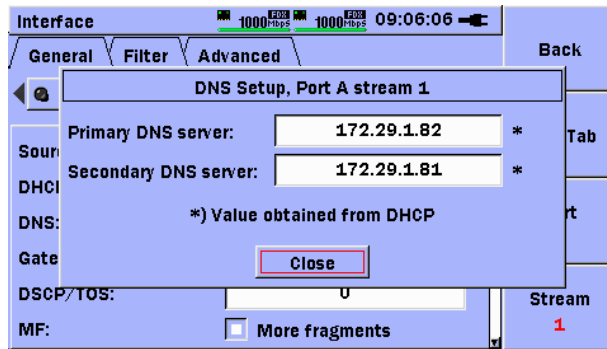 Interface
1000 FDX Mbps 1000 FDX Mbps 09:06:06
Back
General Filter Advanced
DNS Setup, Port A stream 1
Primary DNS server: 172.29.1.82 *
Tab
Secondary DNS server: 172.29.1.81 *
DNS:
*) Value obtained from DHCP
Close
DSCP/TOS: 0
Stream
1
MF: More fragments